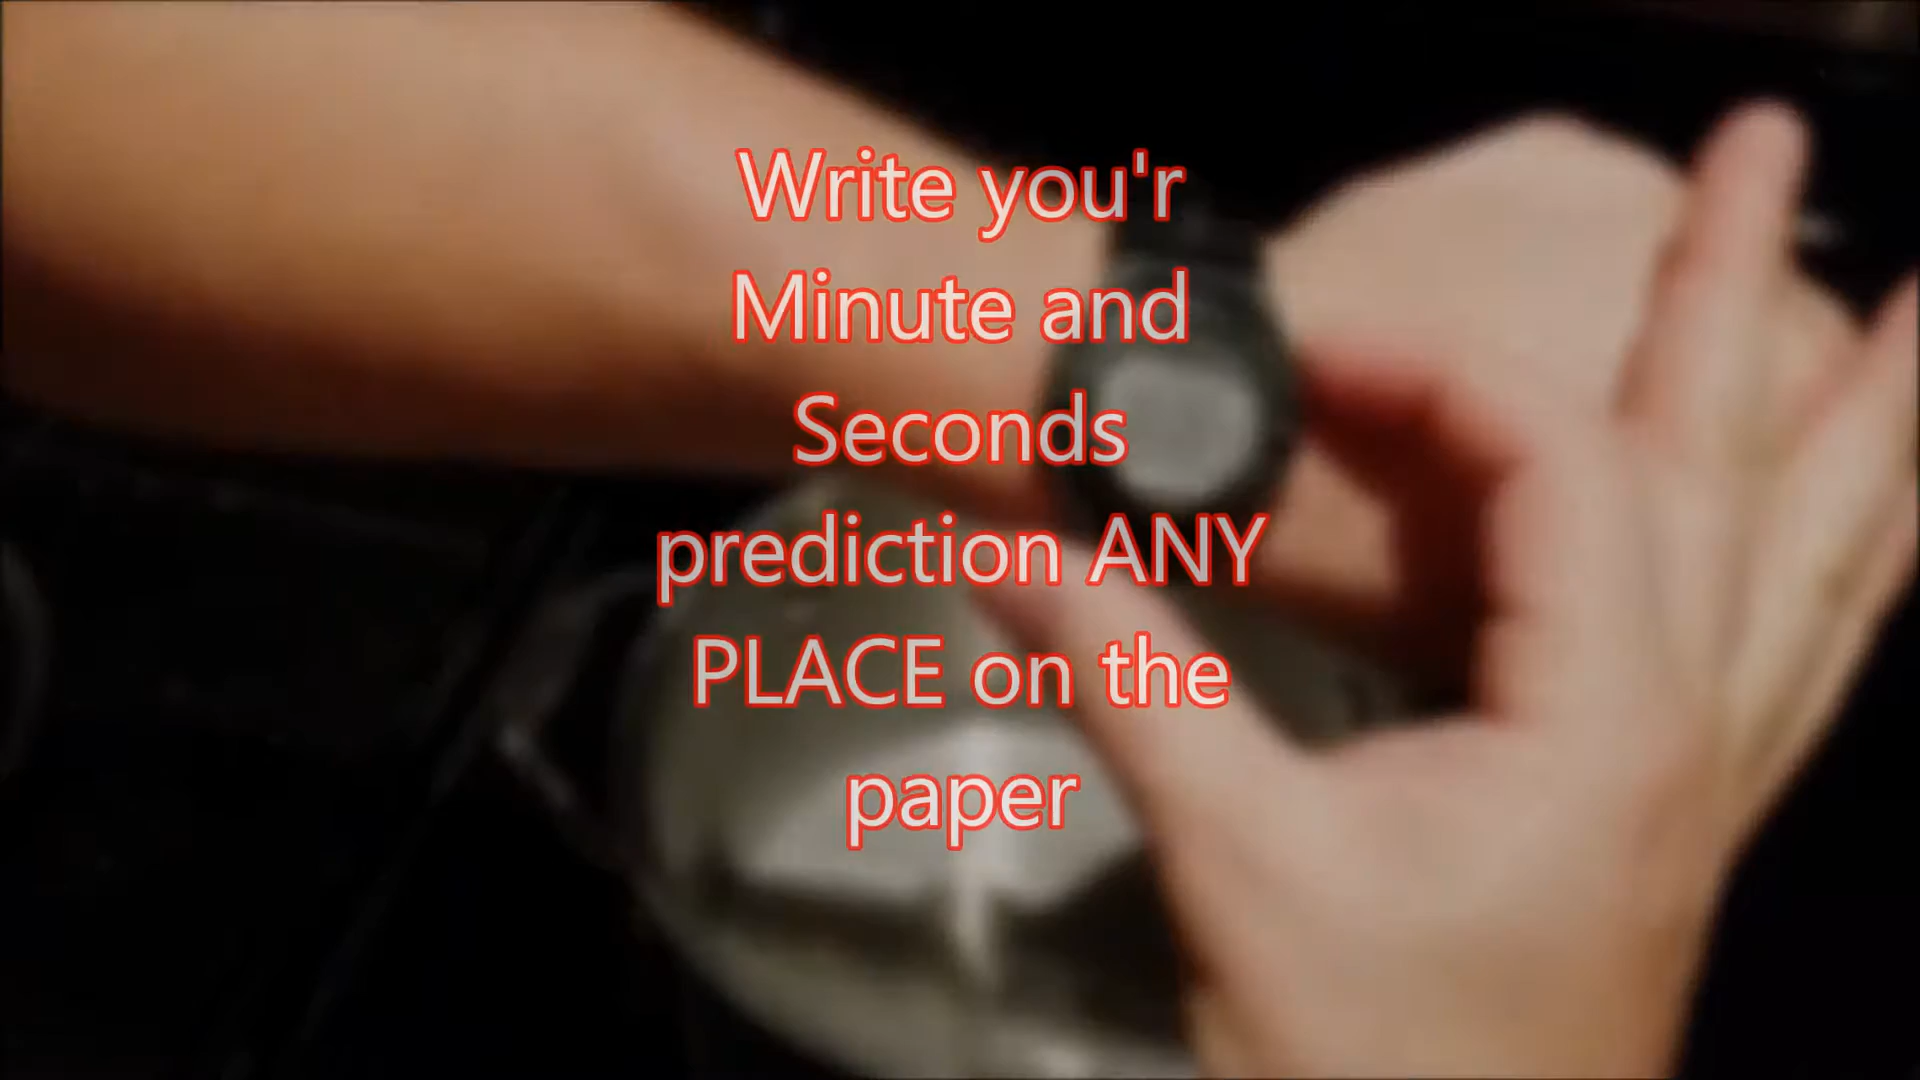 Write you'r
Minute and
Seconds
prediction ANY
PLACE on the
paper